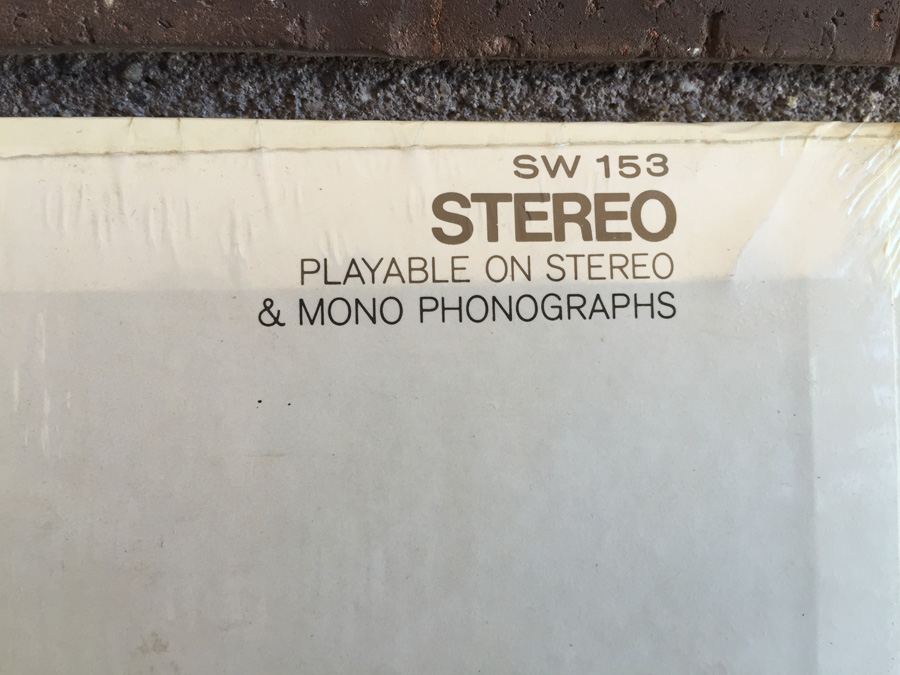 SW 153
STEREO
PLAYABLE ON STEREO
& MONO PHONOGRAPHS